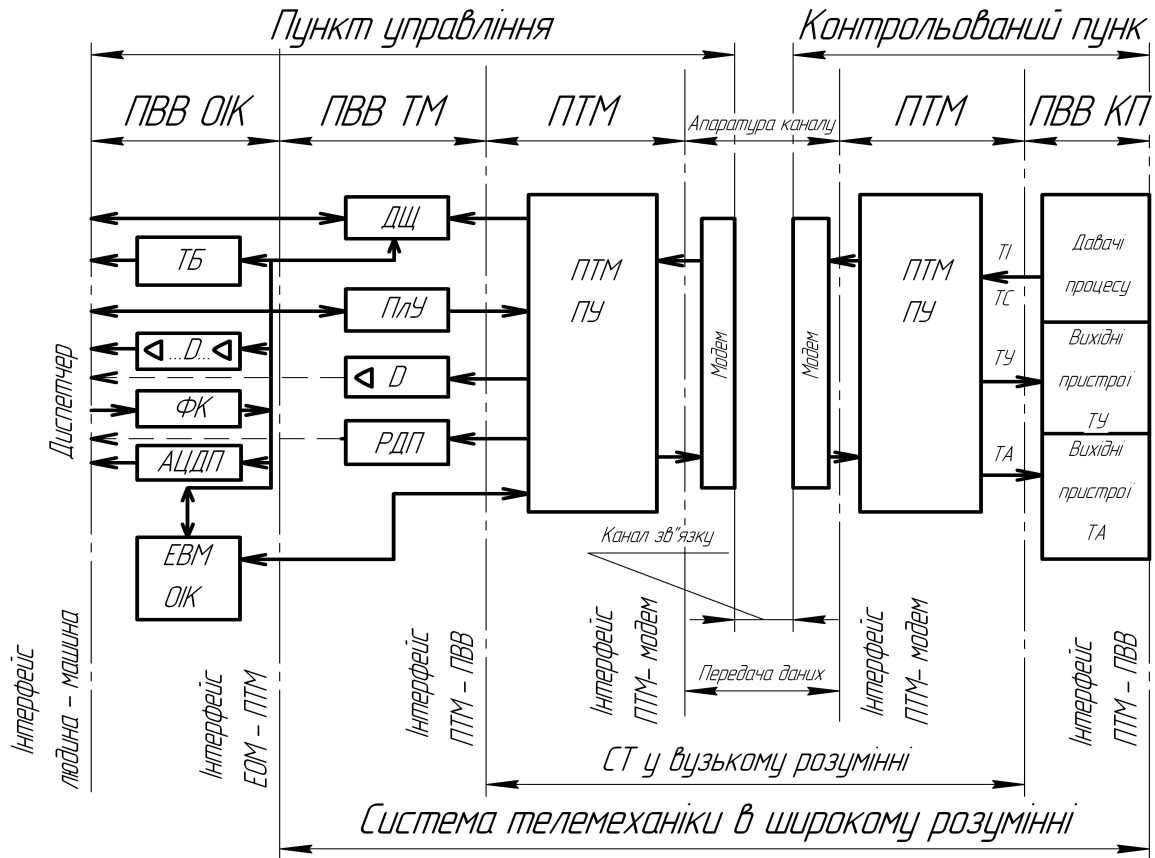 Пункт управління
Контрольований пунк
ПВВ ОІК
ПВВ ТМ
ПТМ
Апаратура каналу
ПТМ
ПВВ КП
ДЩ
ТБ
ПлУ
...D...
D
ФК
РДП
АЦДП
ЕВМ
ОІК
Диспетчер
ПТМ
ПУ
Модем
Модем
ПТМ
ПУ
ТІ
ТС
ТУ
ТА
Давачі
процесу
Вихідні
пристрої
ТУ
Вихідні
пристрої
ТА
Канал зв"язку
Передача даних
Інтерфейс
людина - машина
Інтерфейс
ЕОМ - ПТМ
Інтерфейс
ПТМ - ПВВ
Інтерфейс
ПТМ- модем
Інтерфейс
ПТМ- модем
Інтерфейс
ПТМ - ПВВ
СТ у вузькому розумінні
Система телемеханіки в широкому розумінні